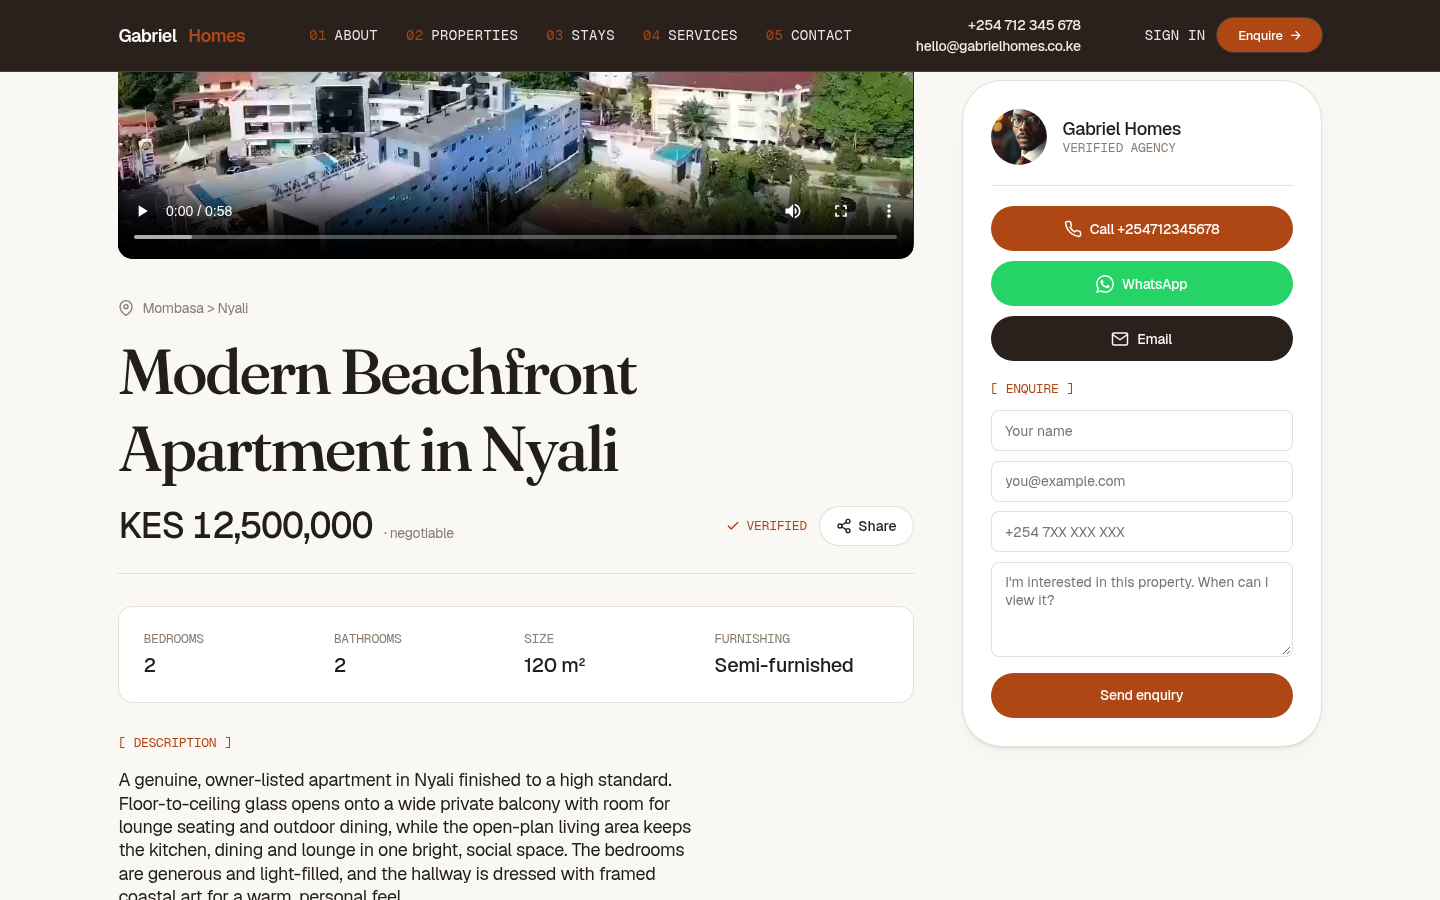 Gabriel Homes
01 ABOUT
02 PROPERTIES
03 STAYS
04 SERVICES
05 CONTACT
+254 712 345 678
hello@gabrielhomes.co.ke
SIGN IN
Enquire →
0:00 / 0:58
Mombasa > Nyali
Modern Beachfront
Apartment in Nyali
KES 12,500,000 · negotiable
VERIFIED
Share
BEDROOMS
2
BATHROOMS
2
SIZE
120 m²
FURNISHING
Semi-furnished
[ DESCRIPTION ]
A genuine, owner-listed apartment in Nyali finished to a high standard.
Floor-to-ceiling glass opens onto a wide private balcony with room for
lounge seating and outdoor dining, while the open-plan living area keeps
the kitchen, dining and lounge in one bright, social space. The bedrooms
are generous and light-filled, and the hallway is dressed with framed
coastal art for a warm, personal feel.
Gabriel Homes
VERIFIED AGENCY
Call +254712345678
WhatsApp
Email
[ ENQUIRE ]
Your name
you@example.com
+254 7XX XXX XXX
I'm interested in this property. When can I
view it?
Send enquiry